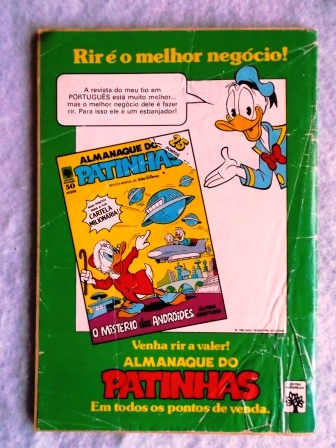 Rir é o melhor negócio!
A revista do meu tio em
PORTUGUÊS está muito melhor...
mas o melhor negócio dele é fazer
rir. Para isso ele é um esbanjador!
ALMANAQUE DO
PATINHAS
50
CARTELA
MILIONÁRIA!
O MISTÉRIO dos ANDRÓIDES
Venha rir a valer!
ALMANAQUE DO
PATINHAS
Em todos os pontos de venda.